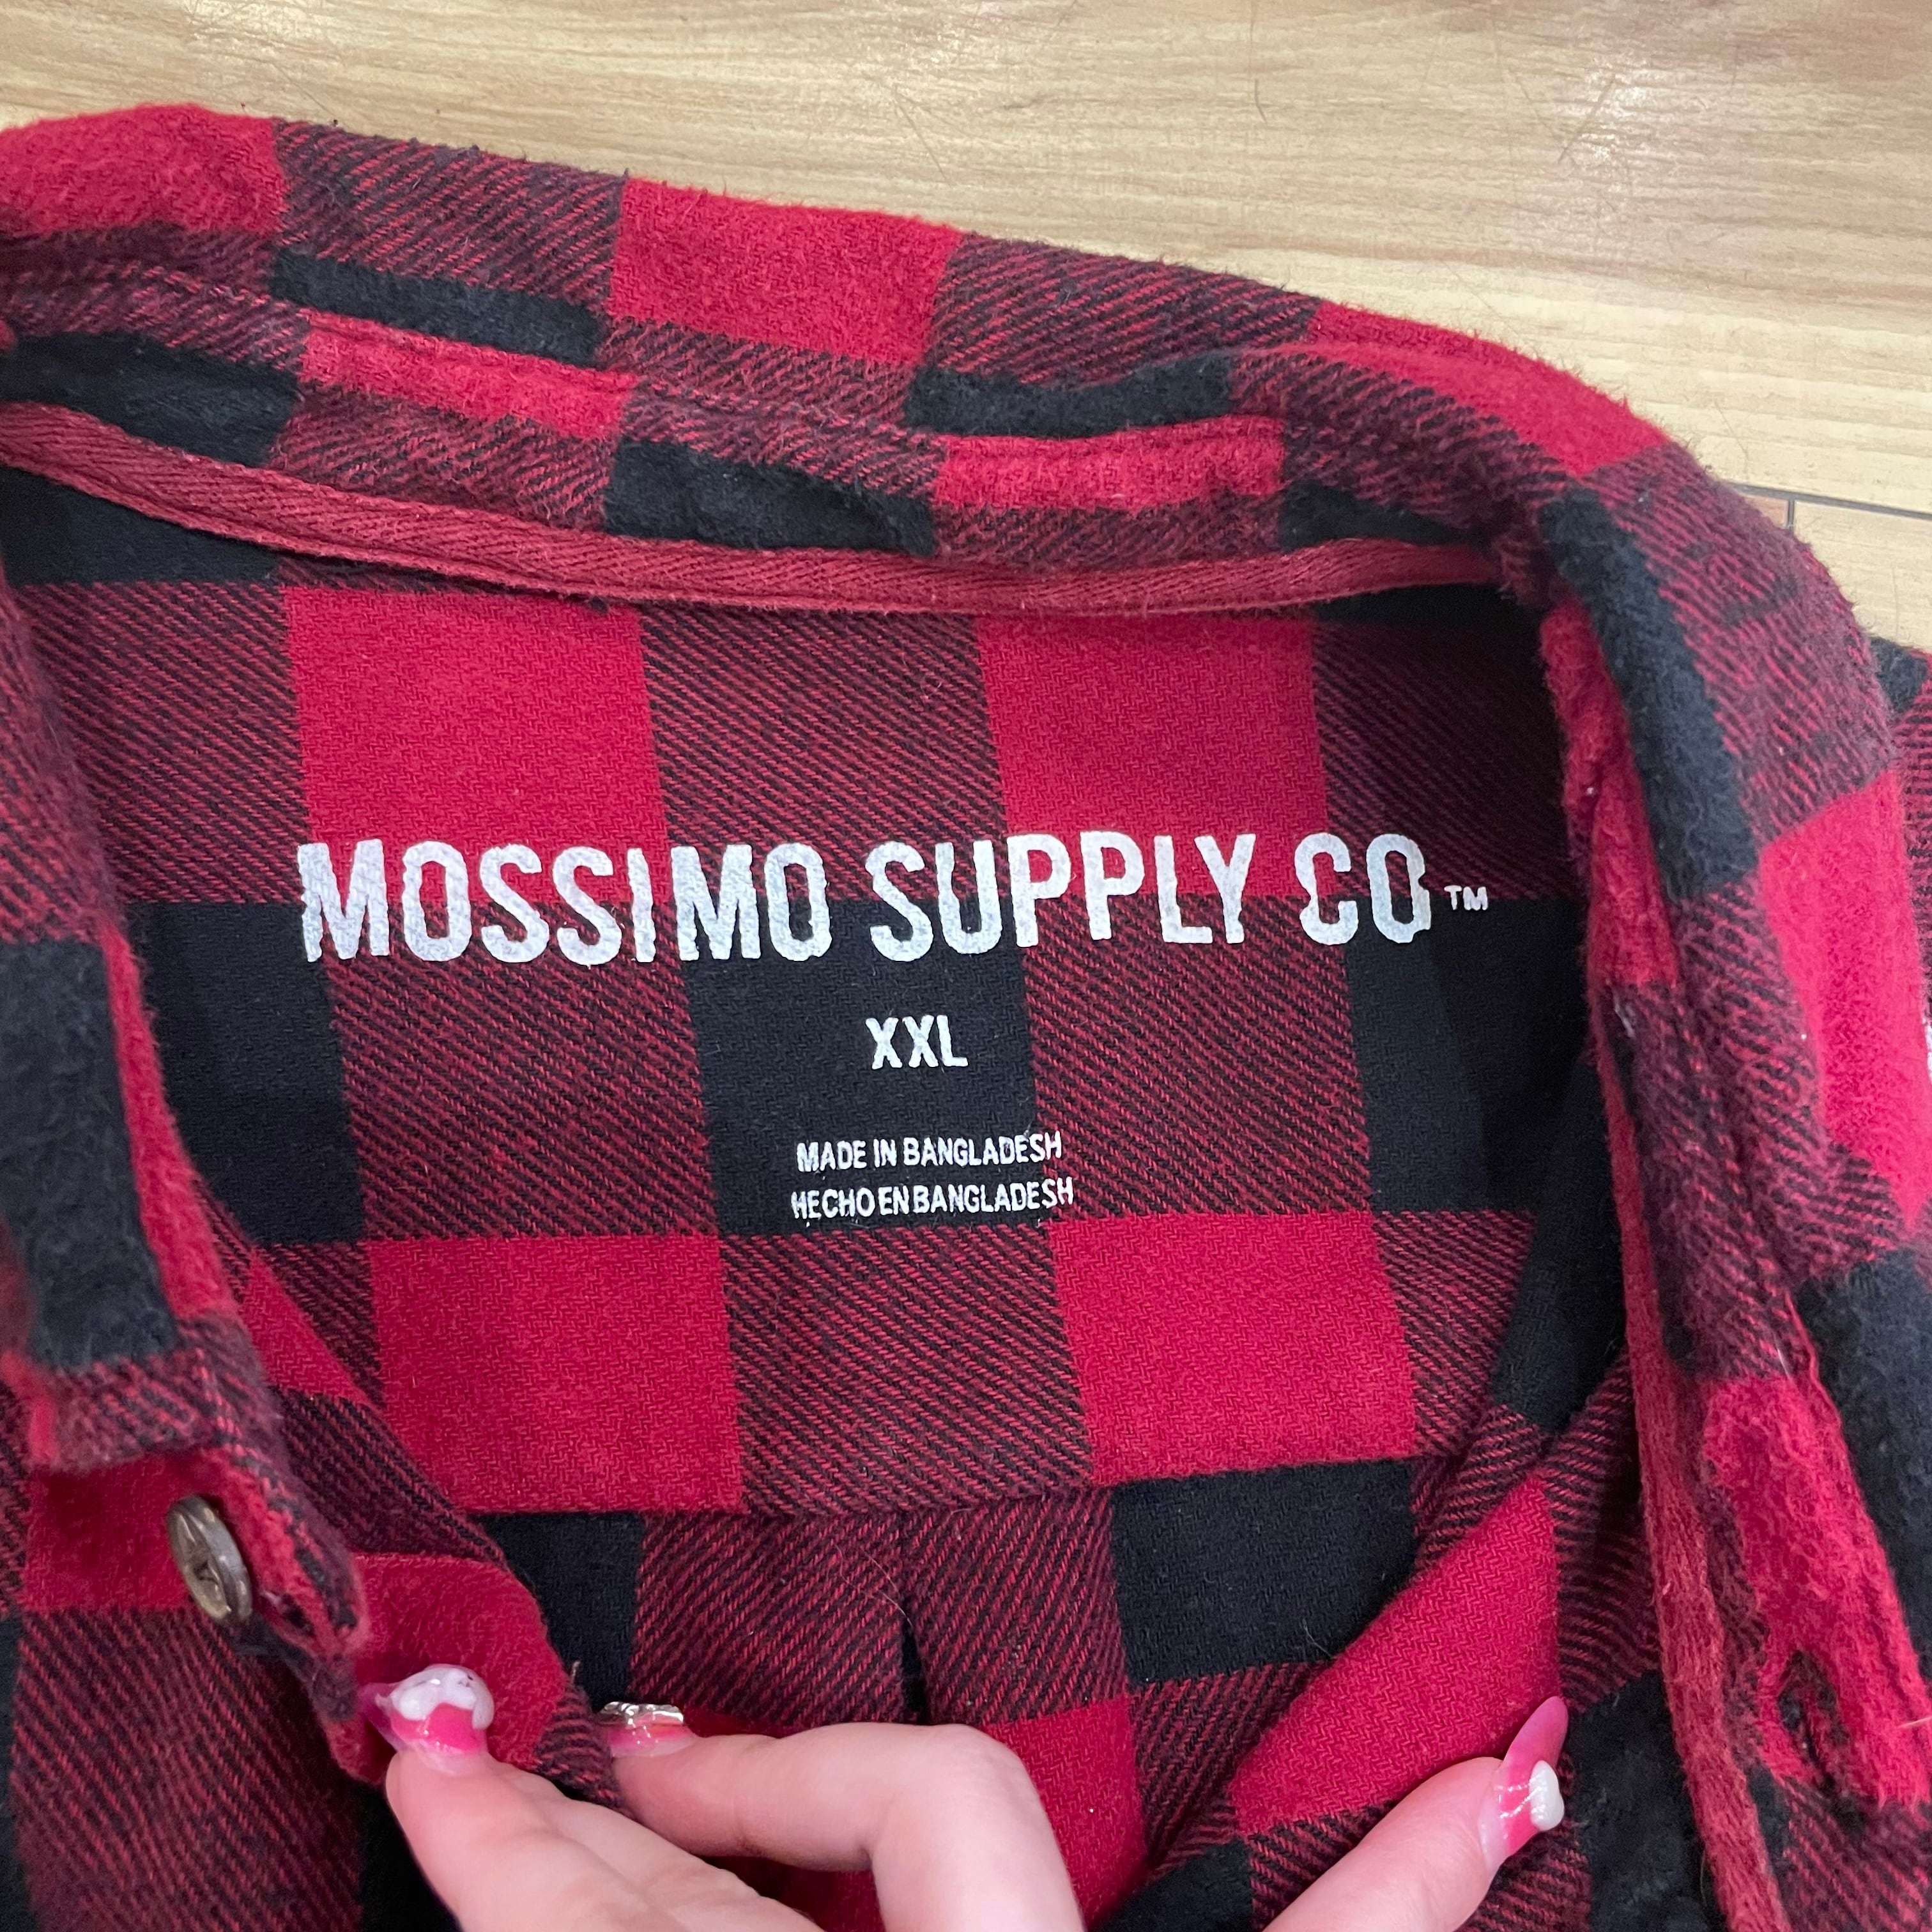 MOSSIMO SUPPLY CO™
XXL
MADE IN BANGLADESH
HECHO EN BANGLADESH